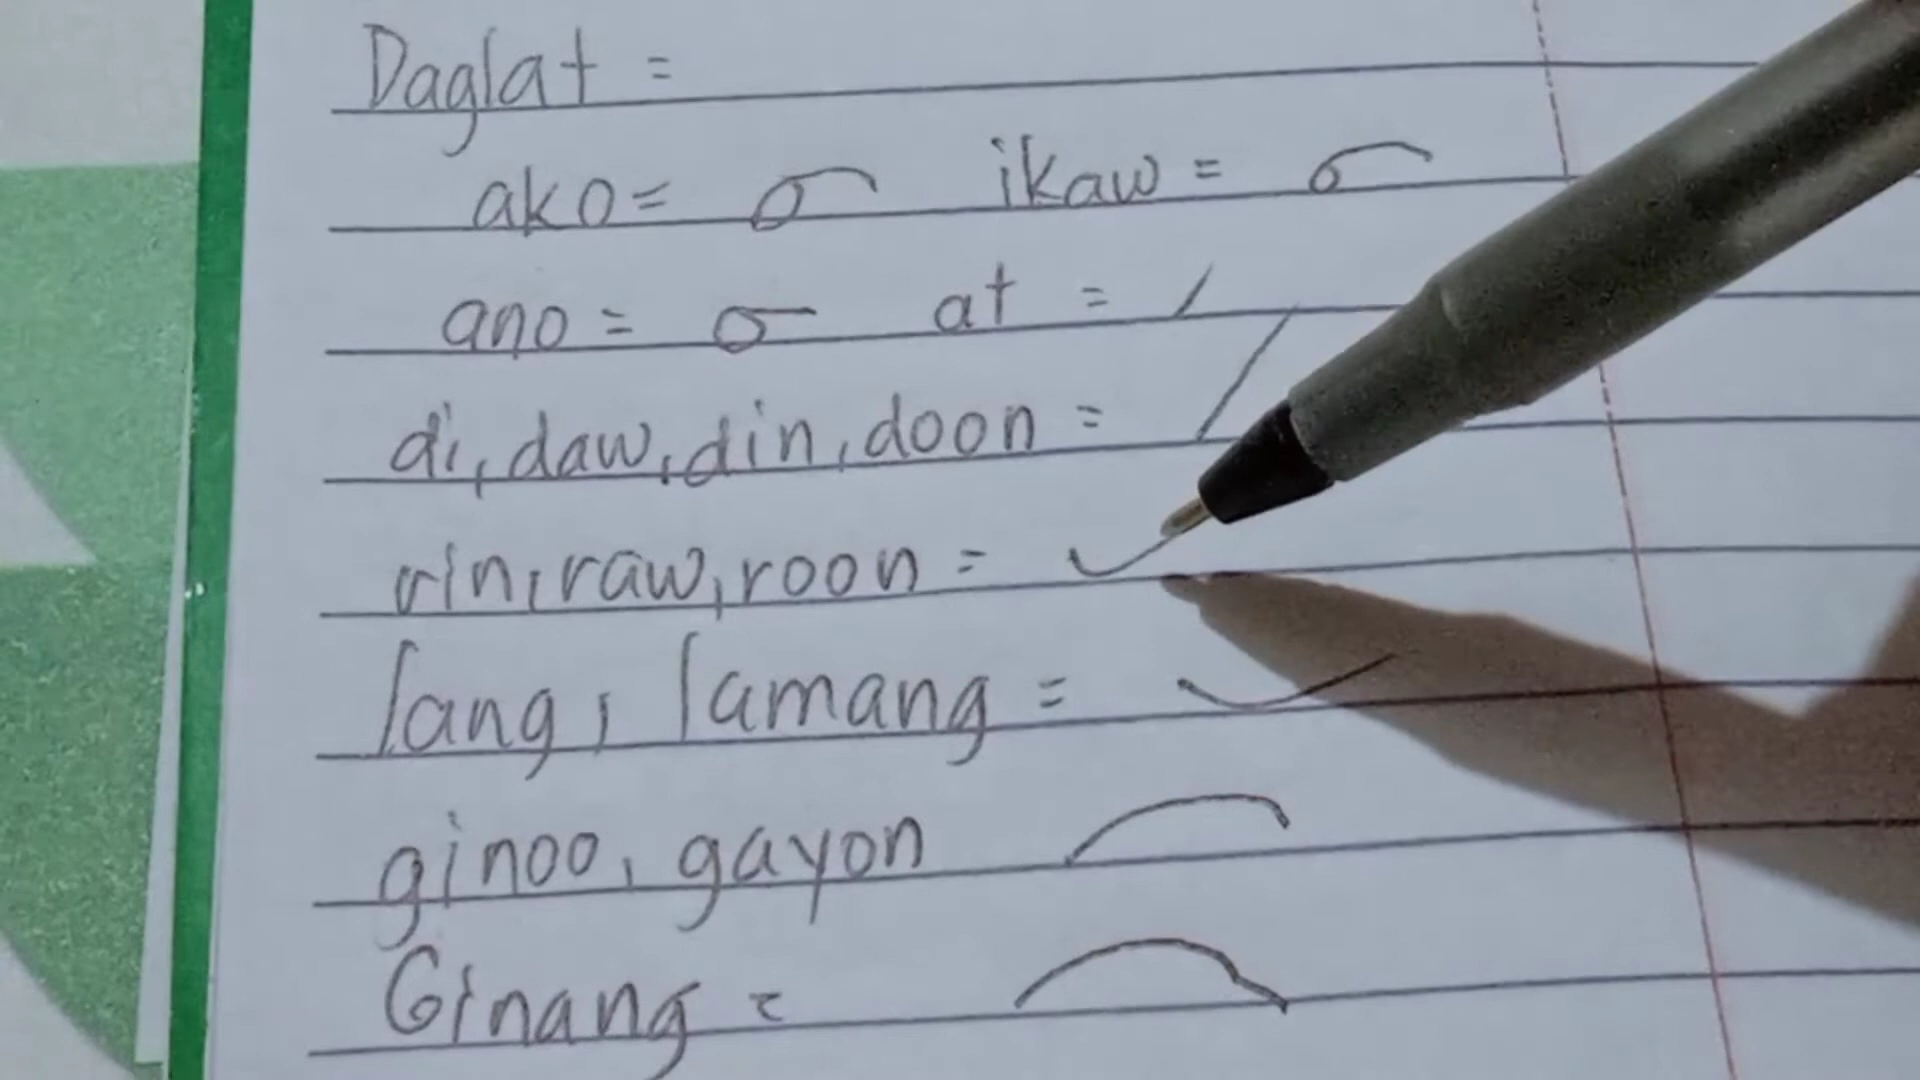 Daglat =
ako= ikaw =
ano = at =
di, daw, din, doon =
rin, raw, roon =
lang, lamang =
ginoo, gayon
Ginang =